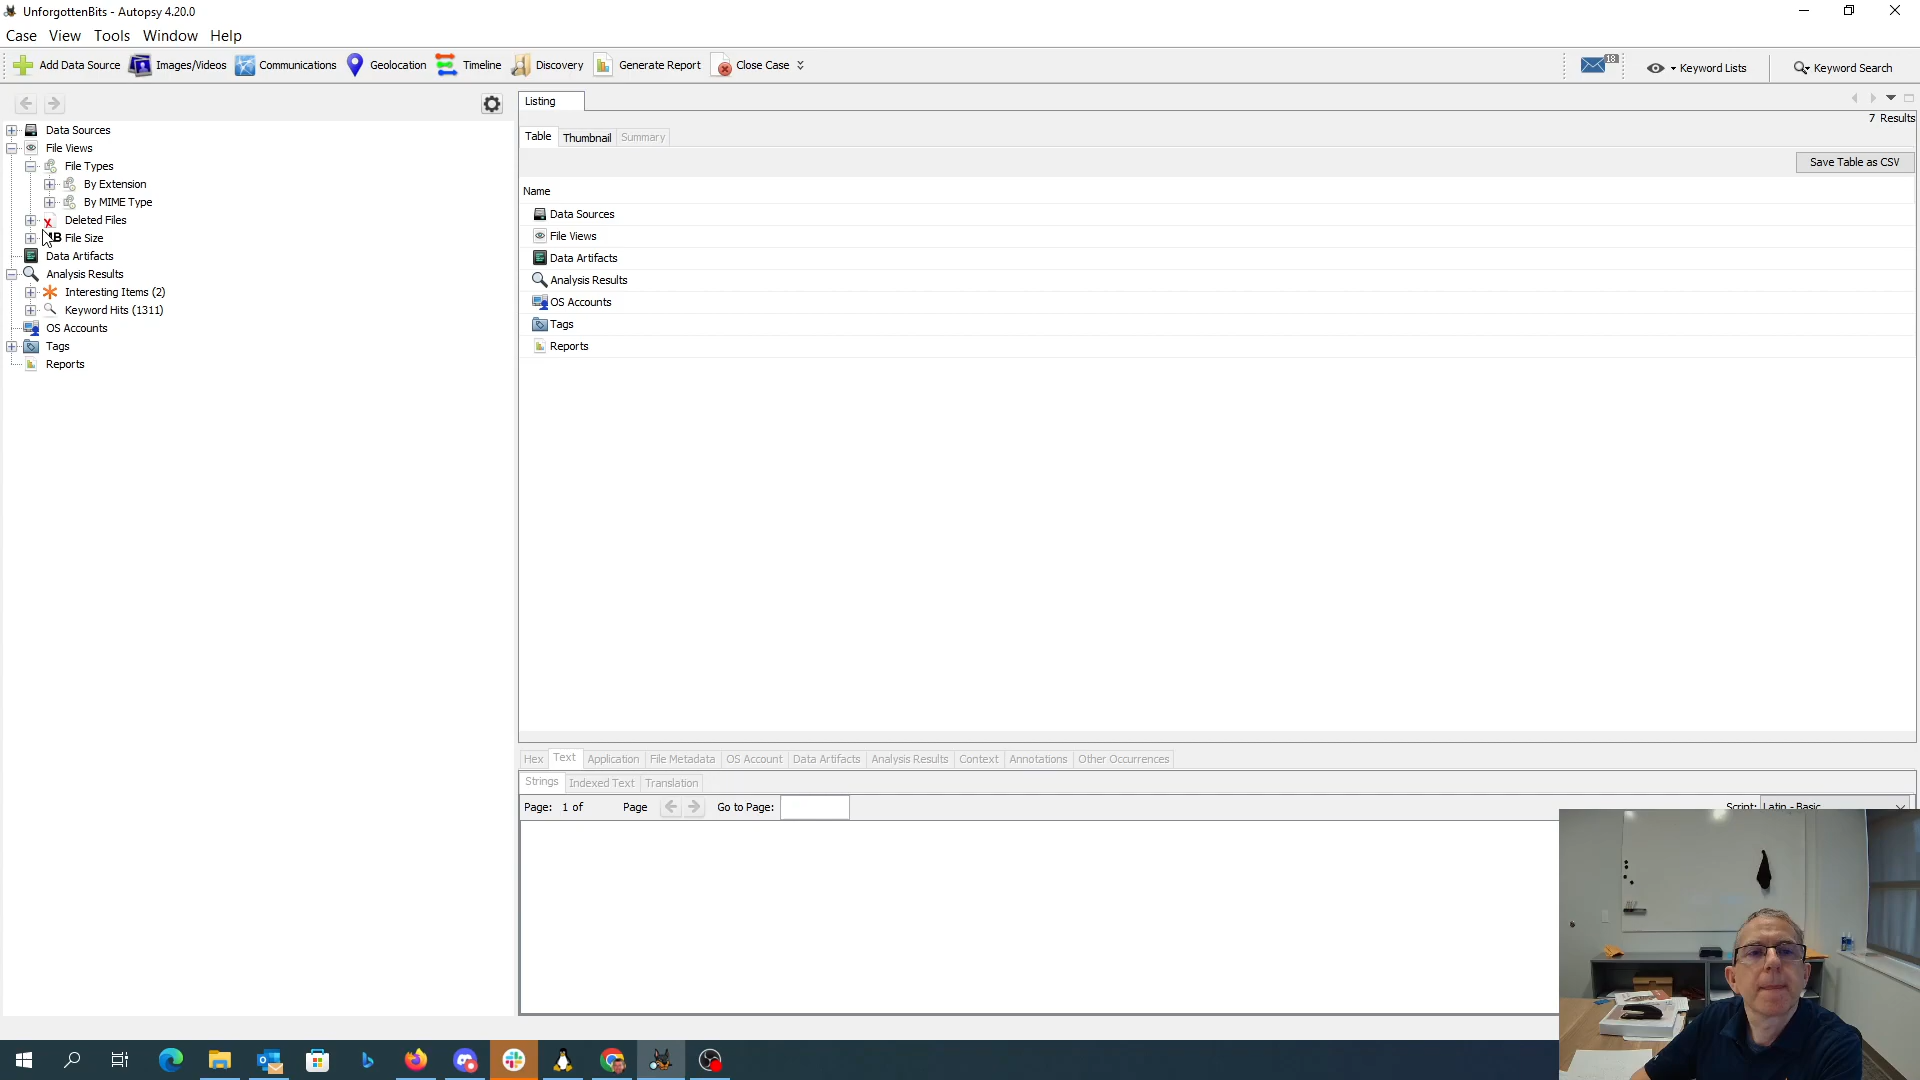 UnforgottenBits - Autopsy 4.20.0
Case View Tools Window Help
Add Data Source Images/Videos Communications Geolocation Timeline Discovery Generate Report Close Case 18 Keyword Lists Keyword Search
Listing
7 Results
Table Thumbnail Summary
Save Table as CSV
Name
Data Sources
File Views
Data Artifacts
Analysis Results
OS Accounts
Tags
Reports
Data Sources
File Views
File Types
By Extension
By MIME Type
Deleted Files
File Size
Data Artifacts
Analysis Results
Interesting Items (2)
Keyword Hits (1311)
OS Accounts
Tags
Reports
Hex Text Application File Metadata OS Account Data Artifacts Analysis Results Context Annotations Other Occurrences
Strings Indexed Text Translation
Page: 1 of Page Go to Page: Script: Latin - Basic